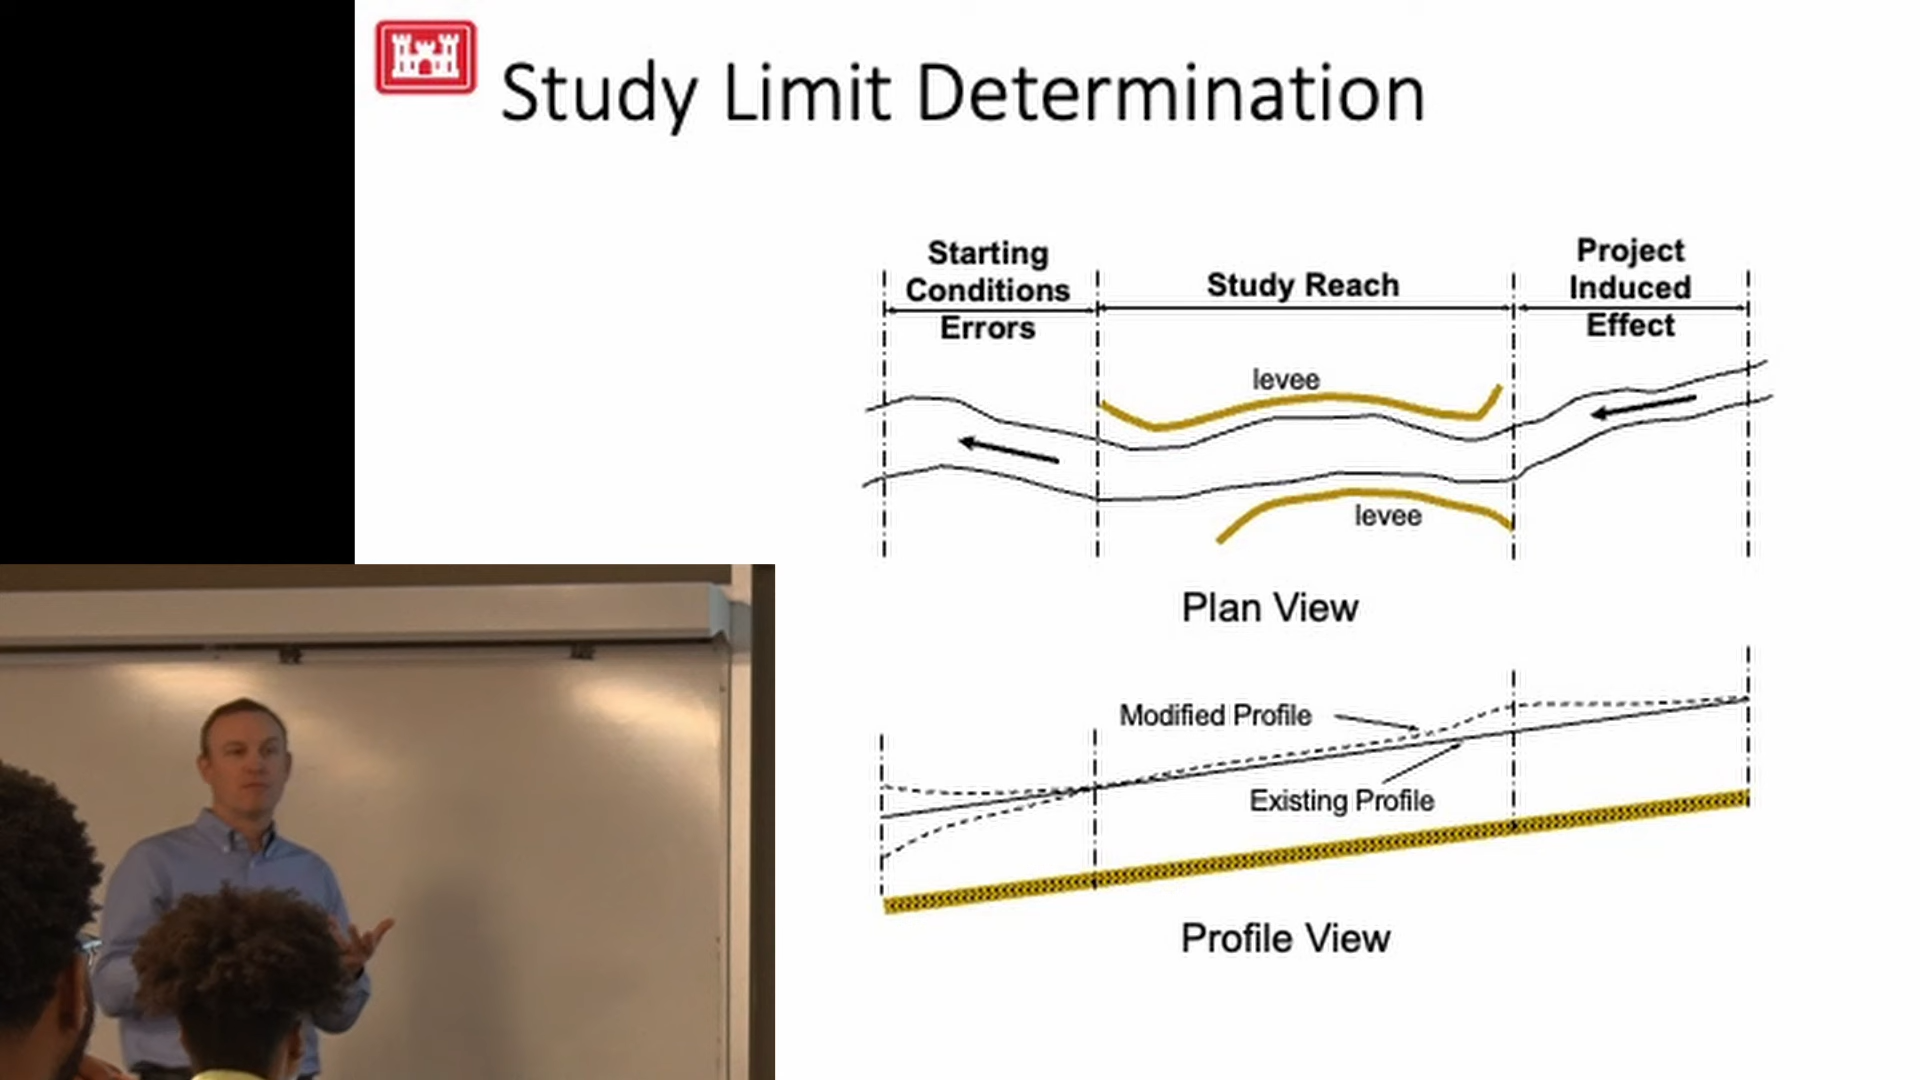 Study Limit Determination
Starting
Conditions
Errors
Study Reach
Project
Induced
Effect
levee
levee
Plan View
Modified Profile
Existing Profile
Profile View